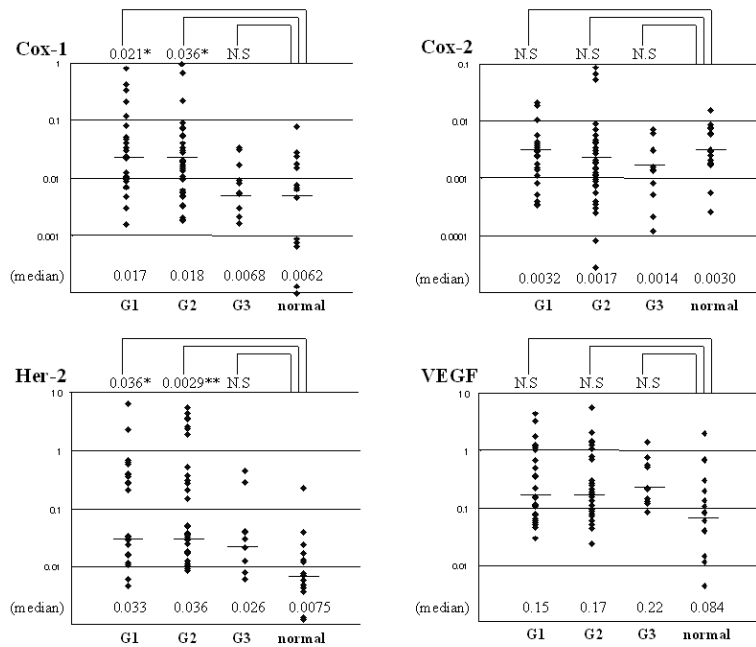 Cox-1
0.021* 0.036* N.S
1
0.1
0.01
0.001
(median) 0.017 0.018 0.0068 0.0062
G1 G2 G3 normal
Cox-2
N.S N.S N.S
0.1
0.01
0.001
0.0001
(median) 0.0032 0.0017 0.0014 0.0030
G1 G2 G3 normal
Her-2
0.036* 0.0029** N.S
10
1
0.1
0.01
(median) 0.033 0.036 0.026 0.0075
G1 G2 G3 normal
VEGF
N.S N.S N.S
10
1
0.1
0.01
(median) 0.15 0.17 0.22 0.084
G1 G2 G3 normal